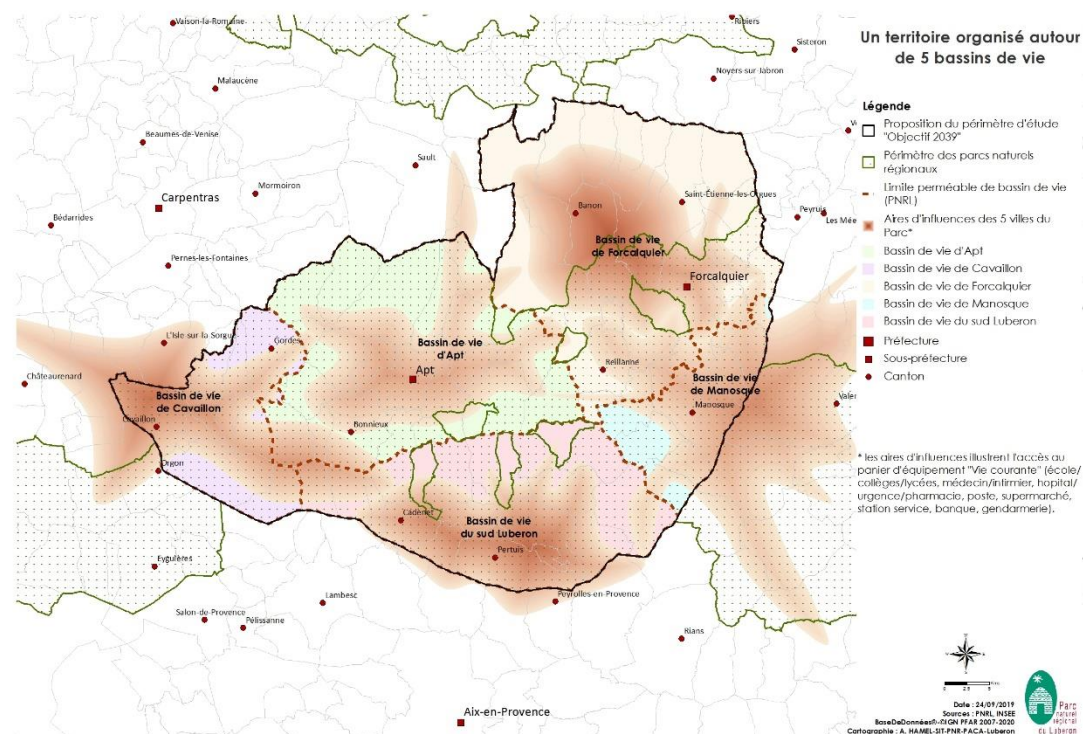 Un territoire organisé autour
de 5 bassins de vie
Légende
Proposition du périmètre d'étude
"Objectif 2039"
Périmètre des parcs naturels
régionaux
Limite perméable de bassin de vie
(PNRL)
Aires d'influences des 5 villes du
Parc*
Bassin de vie d'Apt
Bassin de vie de Cavaillon
Bassin de vie de Forcalquier
Bassin de vie de Manosque
Bassin de vie du sud Luberon
Préfecture
Sous-préfecture
Canton
* les aires d'influences illustrent l'accès au
panier d'équipement "Vie courante" (école/
collèges/lycées, médecin/infirmier, hopital/
urgence/pharmacie, poste, supermarché,
station service, banque, gendarmerie).
Date : 24/09/2019
Sources : PNRL, INSEE
BaseDeDonnées®-©IGN PFAR 2007-2020
Cartographie : A. HAMEL-SIT-PNR-PACA-Luberon
Parc
naturel
régional
du Luberon
Vaison-la-Romaine
Ribiers
Sisteron
Noyers-sur-Jabron
Malaucène
Beaumes-de-Venise
Sault
Carpentras
Mormoiron
Bédarrides
Pernes-les-Fontaines
Banon
Saint-Étienne-les-Orgues
Peyruis
Les Mée
Bassin de vie
de Forcalquier
Forcalquier
L'Isle-sur-la-Sorgue
Gordes
Bassin de vie
d'Apt
Apt
Reillanne
Bassin de vie
de Manosque
Manosque
Valen
Châteaurenard
Bassin de vie
de Cavaillon
Cavaillon
Bonnieux
Orgon
Cadenet
Bassin de vie
du sud Luberon
Pertuis
Eyguières
Lambesc
Peyrolles-en-Provence
Salon-de-Provence
Pélissanne
Rians
Aix-en-Provence